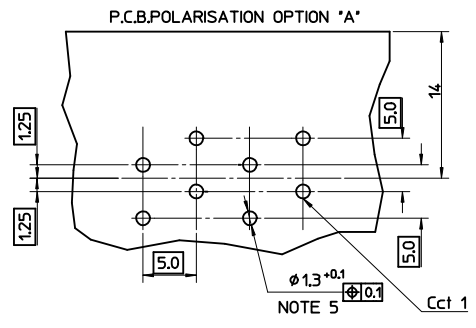 P.C.B.POLARISATION OPTION "A"
14
5.0
1.25
1.25
5.0
5.0
ø1.3 +0.1
⌖ 0.1
NOTE 5
Cct 1